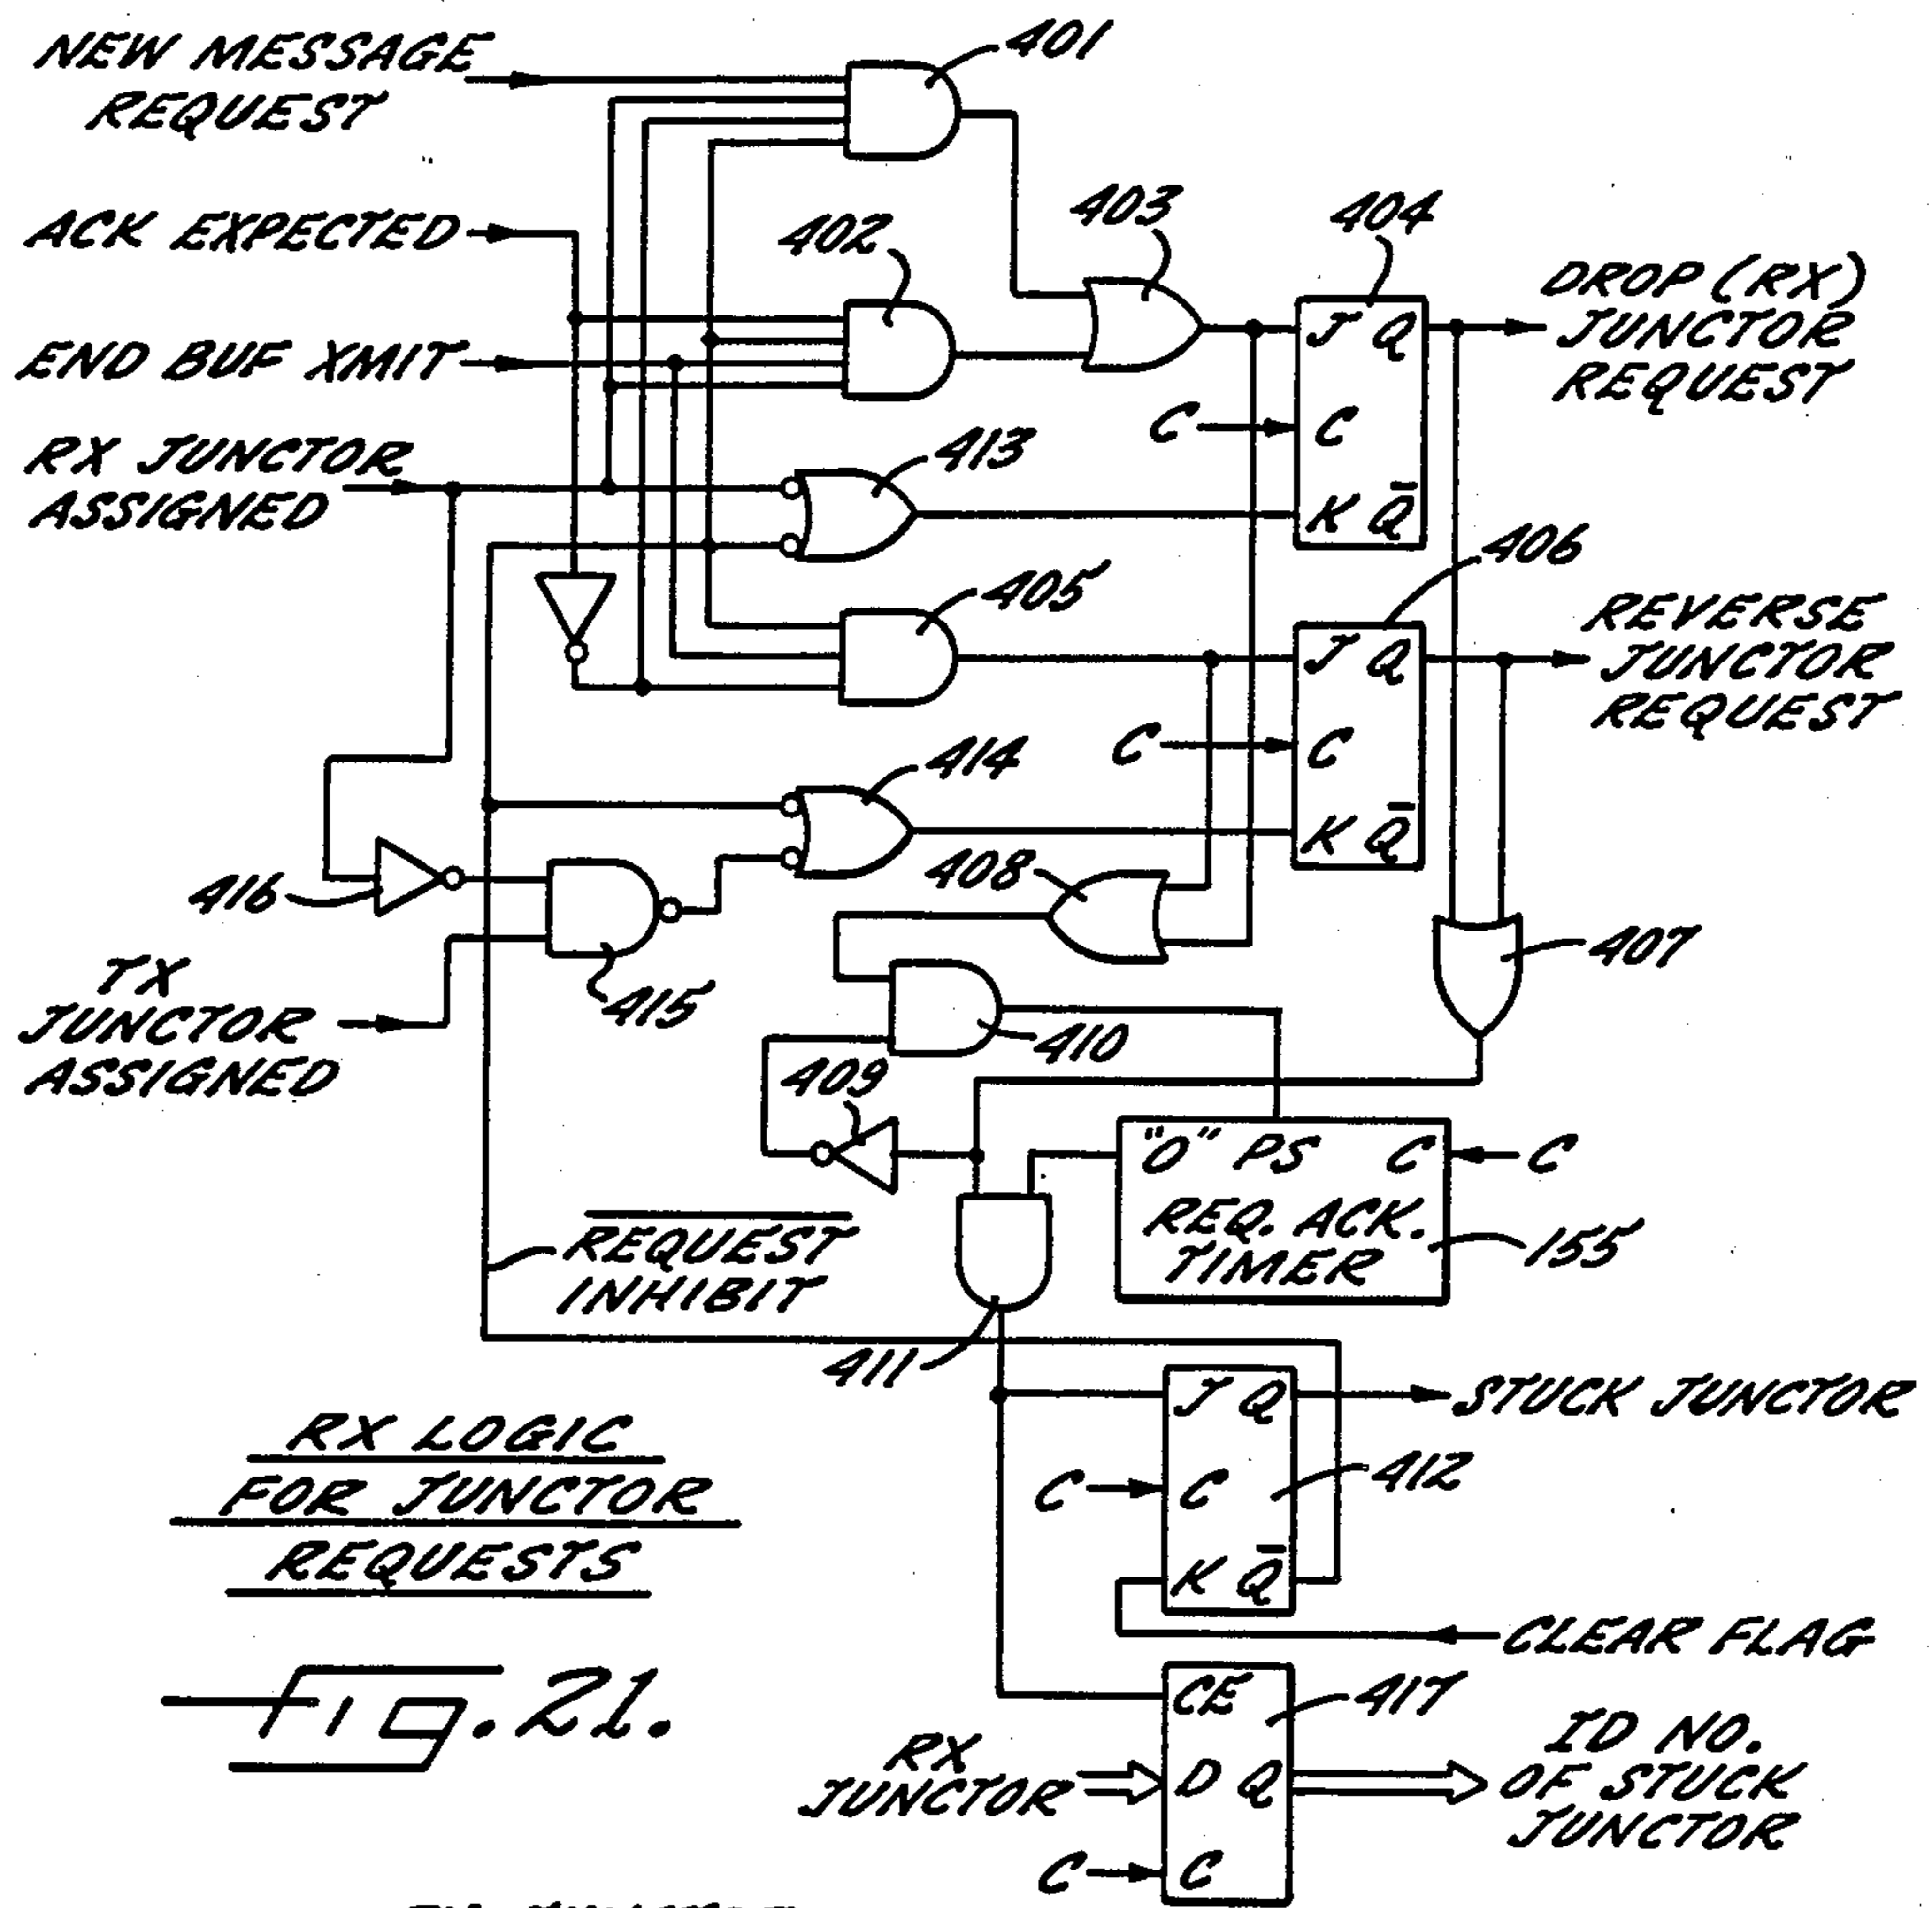 NEW MESSAGE
REQUEST
401
ACK EXPECTED
402
403
404
DROP (RX)
JUNCTOR
REQUEST
END BUF XMIT
J Q
C
C
K Q̅
RX JUNCTOR
ASSIGNED
413
405
406
REVERSE
JUNCTOR
REQUEST
J Q
C
C
K Q̅
414
408
416
415
TX
JUNCTOR
ASSIGNED
407
410
409
"0" PS C
C
REQ. ACK.
TIMER
155
R̅E̅Q̅U̅E̅S̅T̅
INHIBIT
411
J Q
STUCK JUNCTOR
C
C
412
K Q̅
CLEAR FLAG
RX LOGIC
FOR JUNCTOR
REQUESTS
FIG. 21.
CE
417
RX
JUNCTOR
D Q
ID NO.
OF STUCK
JUNCTOR
C
C